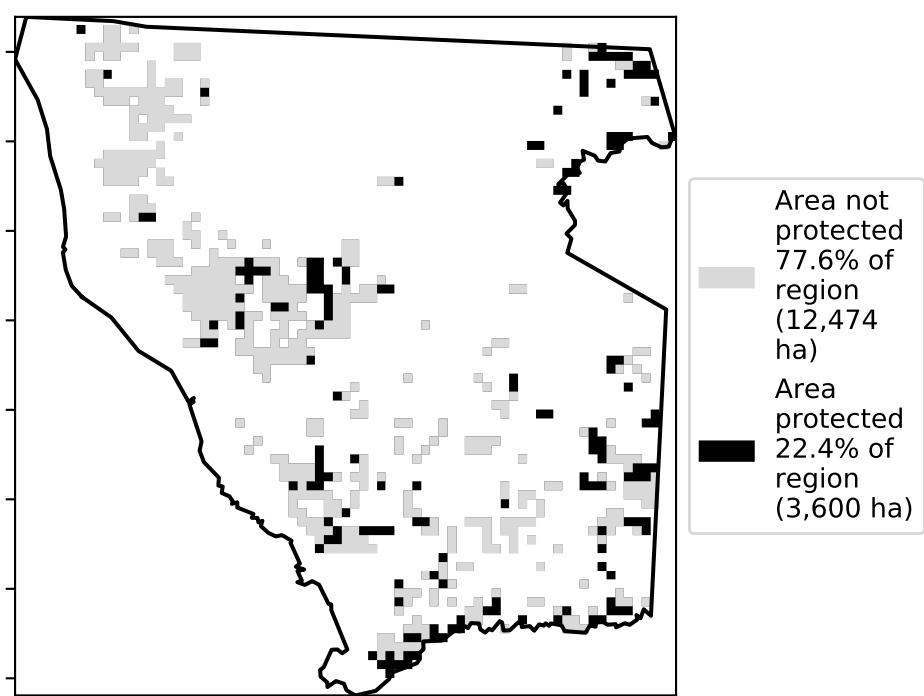 Area not
protected
77.6% of
region
(12,474
ha)
Area
protected
22.4% of
region
(3,600 ha)